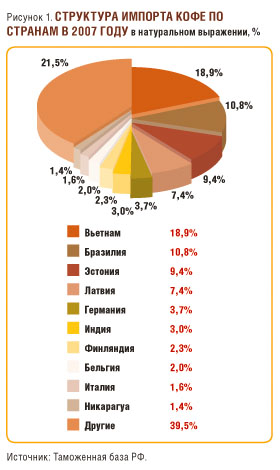 Рисунок 1. СТРУКТУРА ИМПОРТА КОФЕ ПО
СТРАНАМ В 2007 ГОДУ в натуральном выражении, %
21,5%
18,9%
10,8%
9,4%
7,4%
3,7%
3,0%
2,3%
2,0%
1,6%
1,4%
Вьетнам 18,9%
Бразилия 10,8%
Эстония 9,4%
Латвия 7,4%
Германия 3,7%
Индия 3,0%
Финляндия 2,3%
Бельгия 2,0%
Италия 1,6%
Никарагуа 1,4%
Другие 39,5%
Источник: Таможенная база РФ.